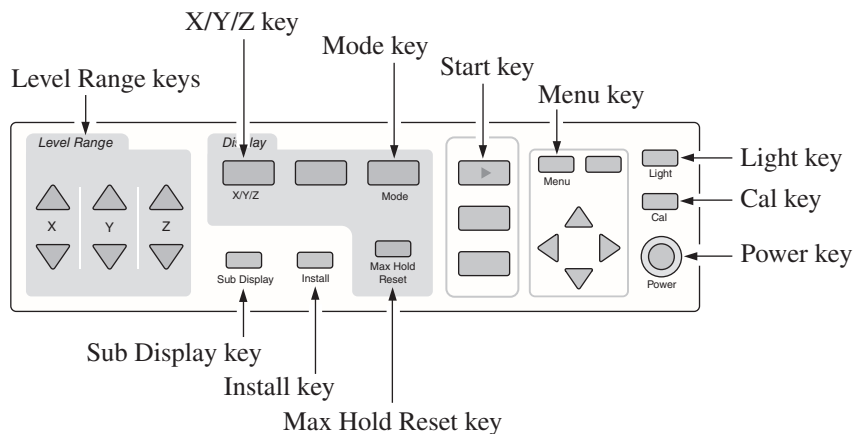 X/Y/Z key
Mode key
Start key
Level Range keys
Menu key
Level Range
Display
X/Y/Z
Mode
Menu
Light
Light key
Cal
Cal key
X
Y
Z
Sub Display
Install
Max Hold
Reset
Power
Power key
Sub Display key
Install key
Max Hold Reset key